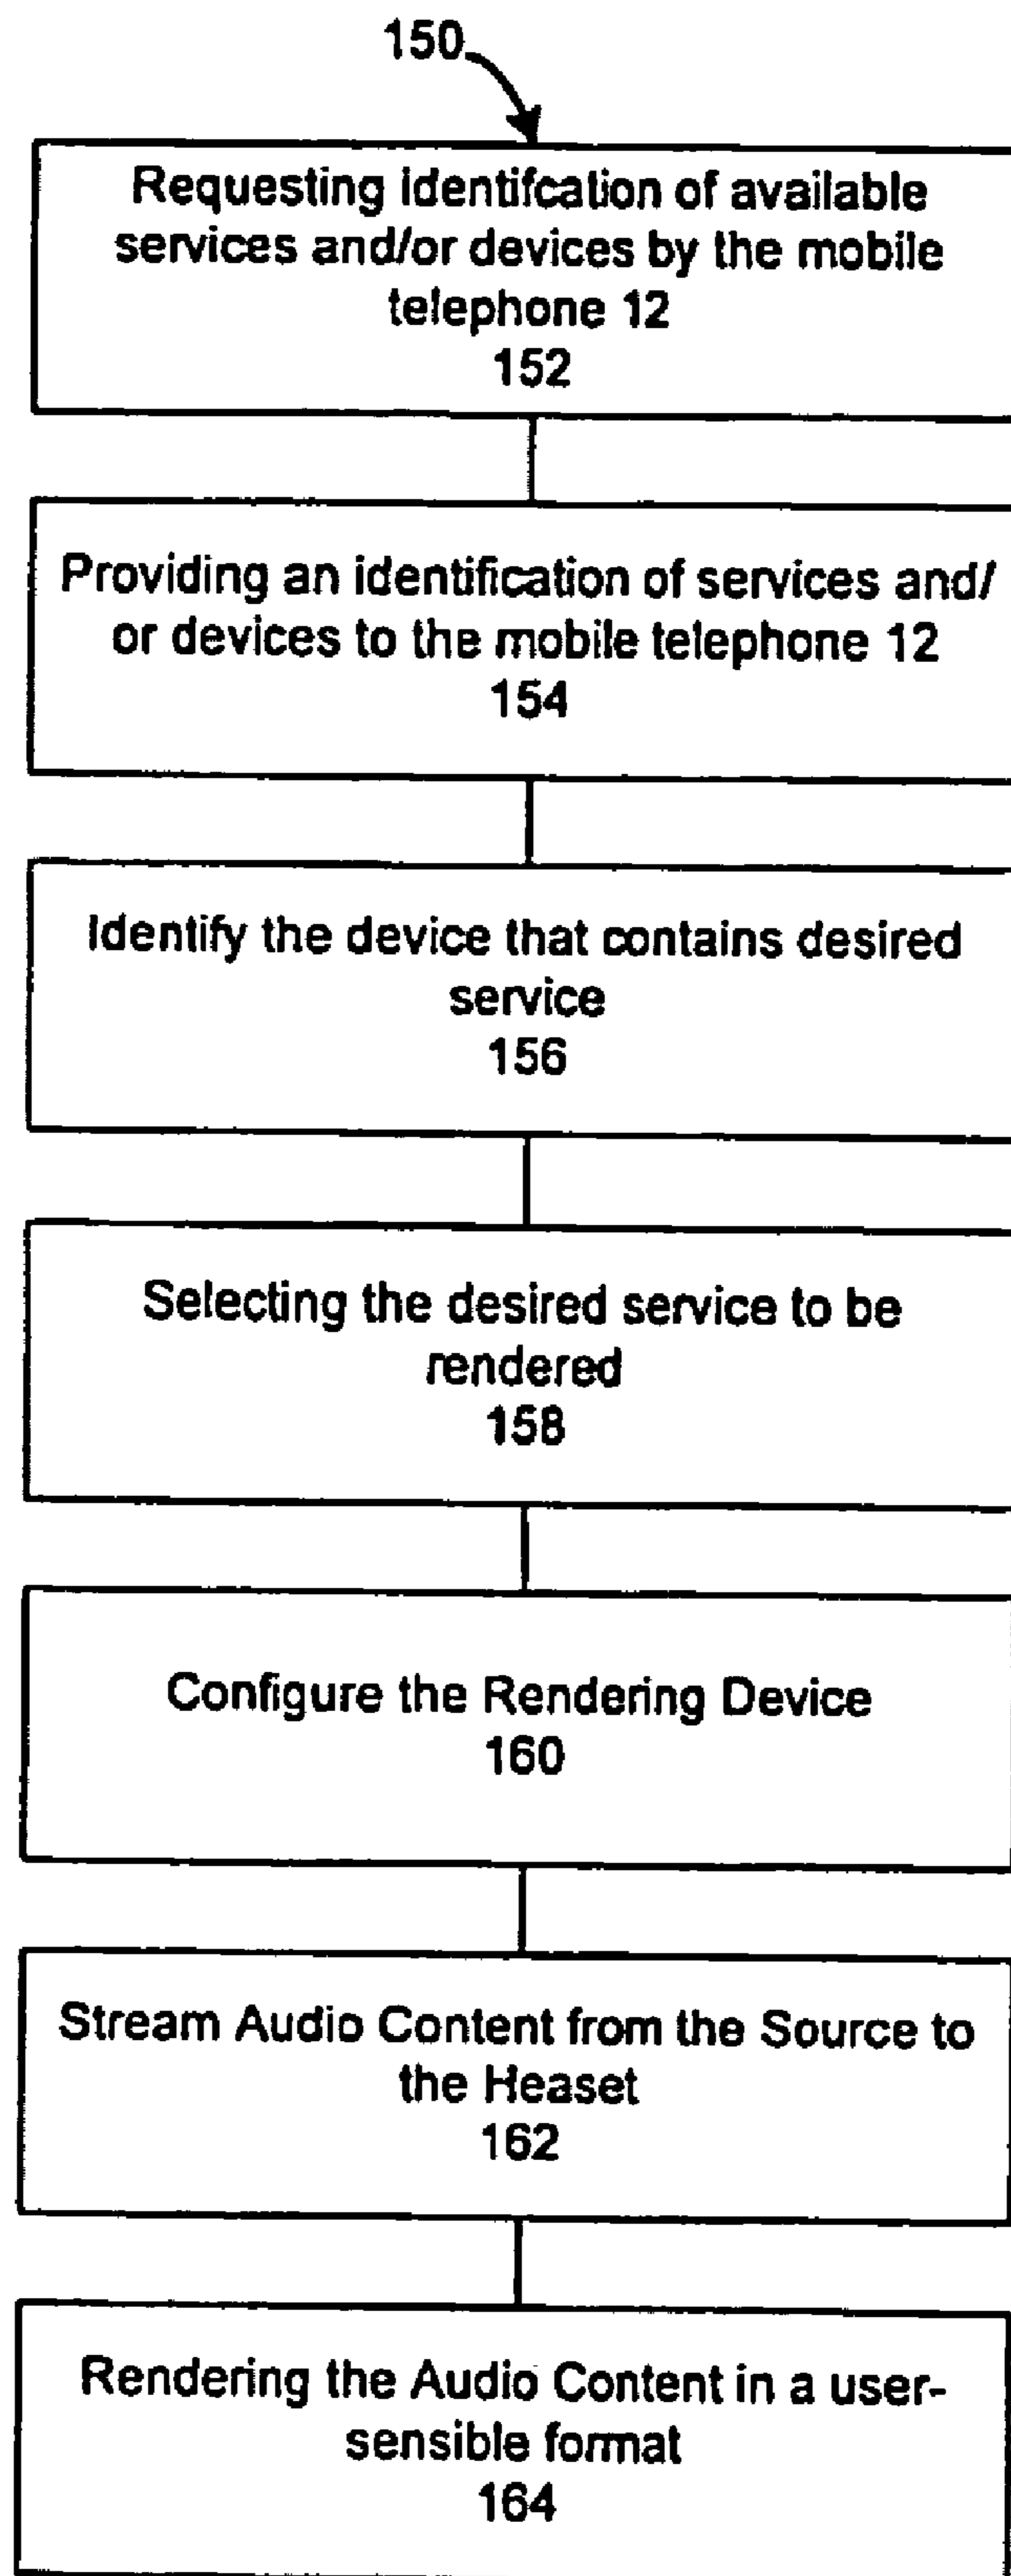 150
Requesting Identifcation of available
services and/or devices by the mobile
telephone 12
152
Providing an identification of services and/
or devices to the mobile telephone 12
154
Identify the device that contains desired
service
156
Selecting the desired service to be
rendered
158
Configure the Rendering Device
160
Stream Audio Content from the Source to
the Heaset
162
Rendering the Audio Content in a user-
sensible format
164